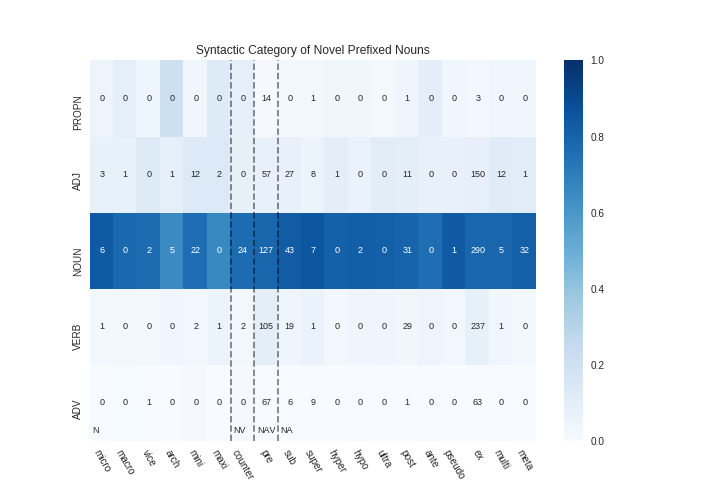 Syntactic Category of Novel Prefixed Nouns
PROPN 0 0 0 0 0 0 0 14 0 1 0 0 0 1 0 0 3 0 0
ADJ 3 1 0 1 12 2 0 57 27 8 1 0 0 11 0 0 150 12 1
NOUN 6 0 2 5 22 0 24 127 43 7 0 2 0 31 0 1 290 5 32
VERB 1 0 0 0 2 1 2 105 19 1 0 0 0 29 0 0 237 1 0
ADV 0 0 1 0 0 0 0 67 6 9 0 0 0 1 0 0 63 0 0
N NV NAV NA
micro macro vice arch mini maxi counter pre sub super hyper hypo ultra post ante pseudo ex multi meta
1.0
0.8
0.6
0.4
0.2
0.0